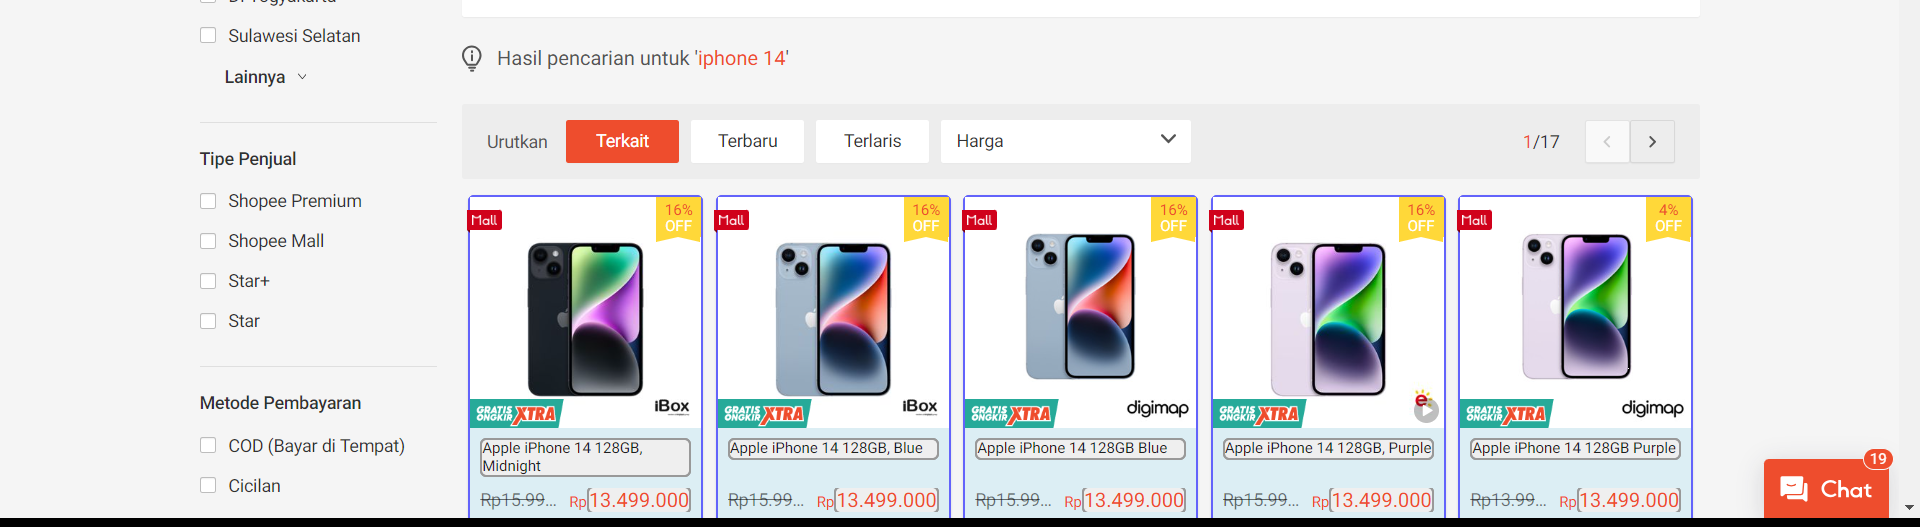 Sulawesi Selatan
Lainnya
Tipe Penjual
Shopee Premium
Shopee Mall
Star+
Star
Metode Pembayaran
COD (Bayar di Tempat)
Cicilan
Hasil pencarian untuk 'iphone 14'
Urutkan
Terkait
Terbaru
Terlaris
Harga
1/17
Mall
16%
OFF
GRATIS
ONGKIR XTRA
iBox
Apple iPhone 14 128GB,
Midnight
Rp15.99... Rp13.499.000
Mall
16%
OFF
GRATIS
ONGKIR XTRA
iBox
Apple iPhone 14 128GB, Blue
Rp15.99... Rp13.499.000
Mall
16%
OFF
GRATIS
ONGKIR XTRA
digimap
Apple iPhone 14 128GB Blue
Rp15.99... Rp13.499.000
Mall
16%
OFF
GRATIS
ONGKIR XTRA
e
Apple iPhone 14 128GB, Purple
Rp15.99... Rp13.499.000
Mall
4%
OFF
GRATIS
ONGKIR XTRA
digimap
Apple iPhone 14 128GB Purple
Rp13.99... Rp13.499.000
19
Chat